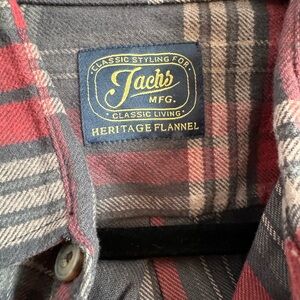 CLASSIC STYLING FOR
Jachs
MFG.
CLASSIC LIVING
HERITAGE FLANNEL